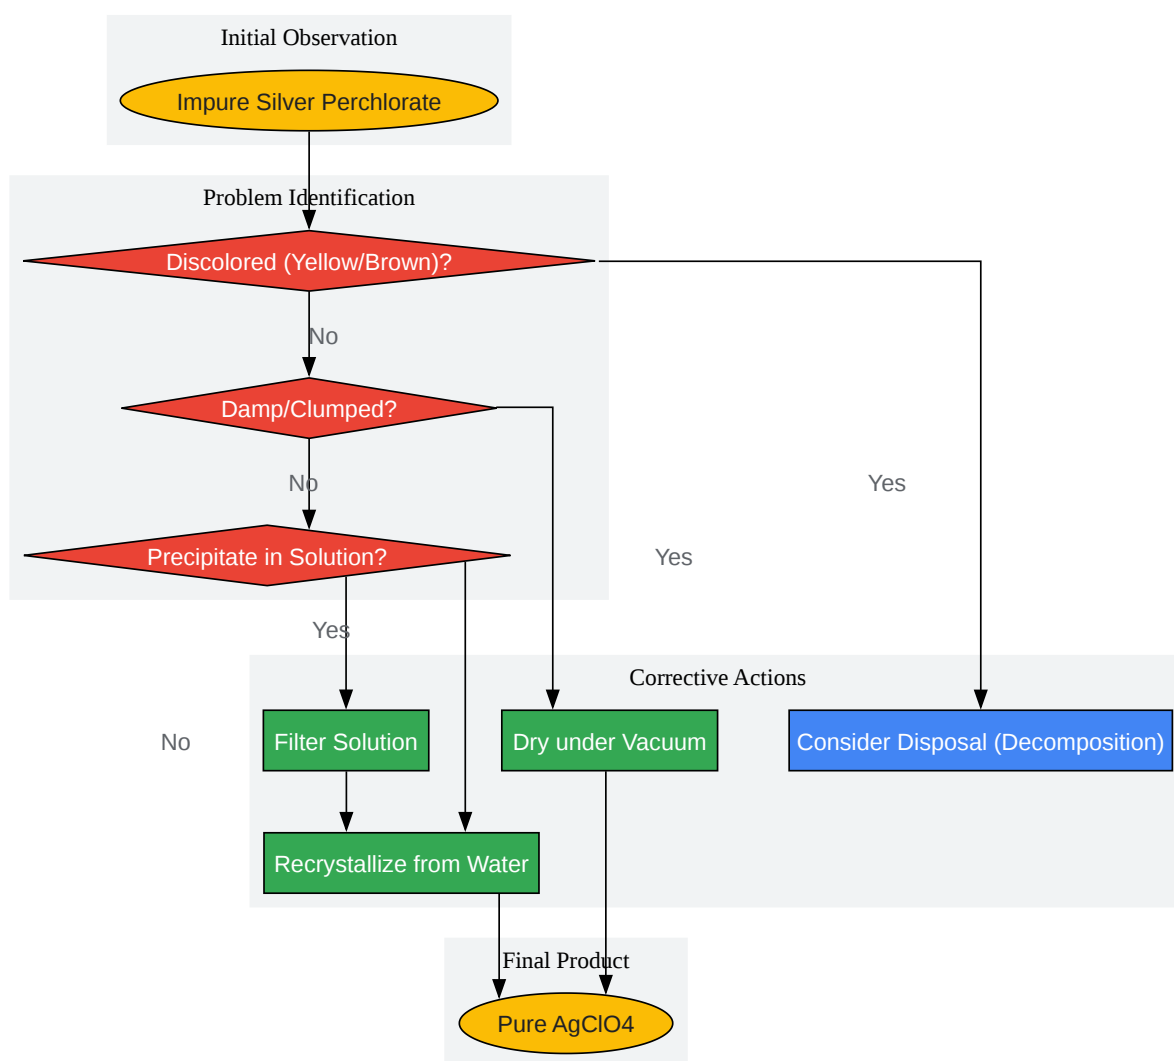 Initial Observation
Impure Silver Perchlorate
Problem Identification
Discolored (Yellow/Brown)?
No
Damp/Clumped?
No
Yes
Precipitate in Solution?
Yes
Yes
Corrective Actions
Filter Solution
Dry under Vacuum
Consider Disposal (Decomposition)
No
Recrystallize from Water
Final Product
Pure AgClO4